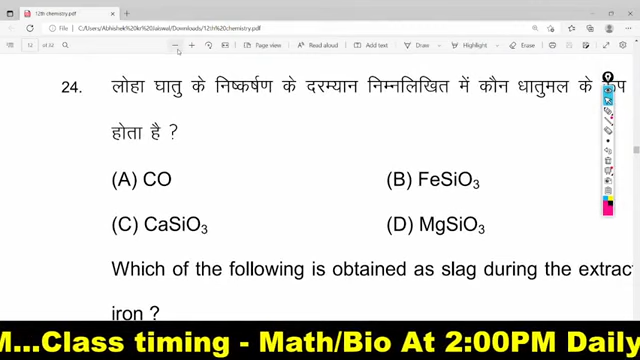 12th chemistry.pdf
C:/Users/Abhishek%20kr%20Jaiswal/Downloads/12th%20chemistry.pdf
12 of 32
Page view
Read aloud
Add text
Draw
Highlight
Erase
24. लोहा धातु के निष्कर्षण के दरम्यान निम्नलिखित में कौन धातुमल के
होता है ?
(A) CO (B) FeSiO3
(C) CaSiO3 (D) MgSiO3
Which of the following is obtained as slag during the extrac
iron ?
M...Class timing - Math/Bio At 2:00PM Daily